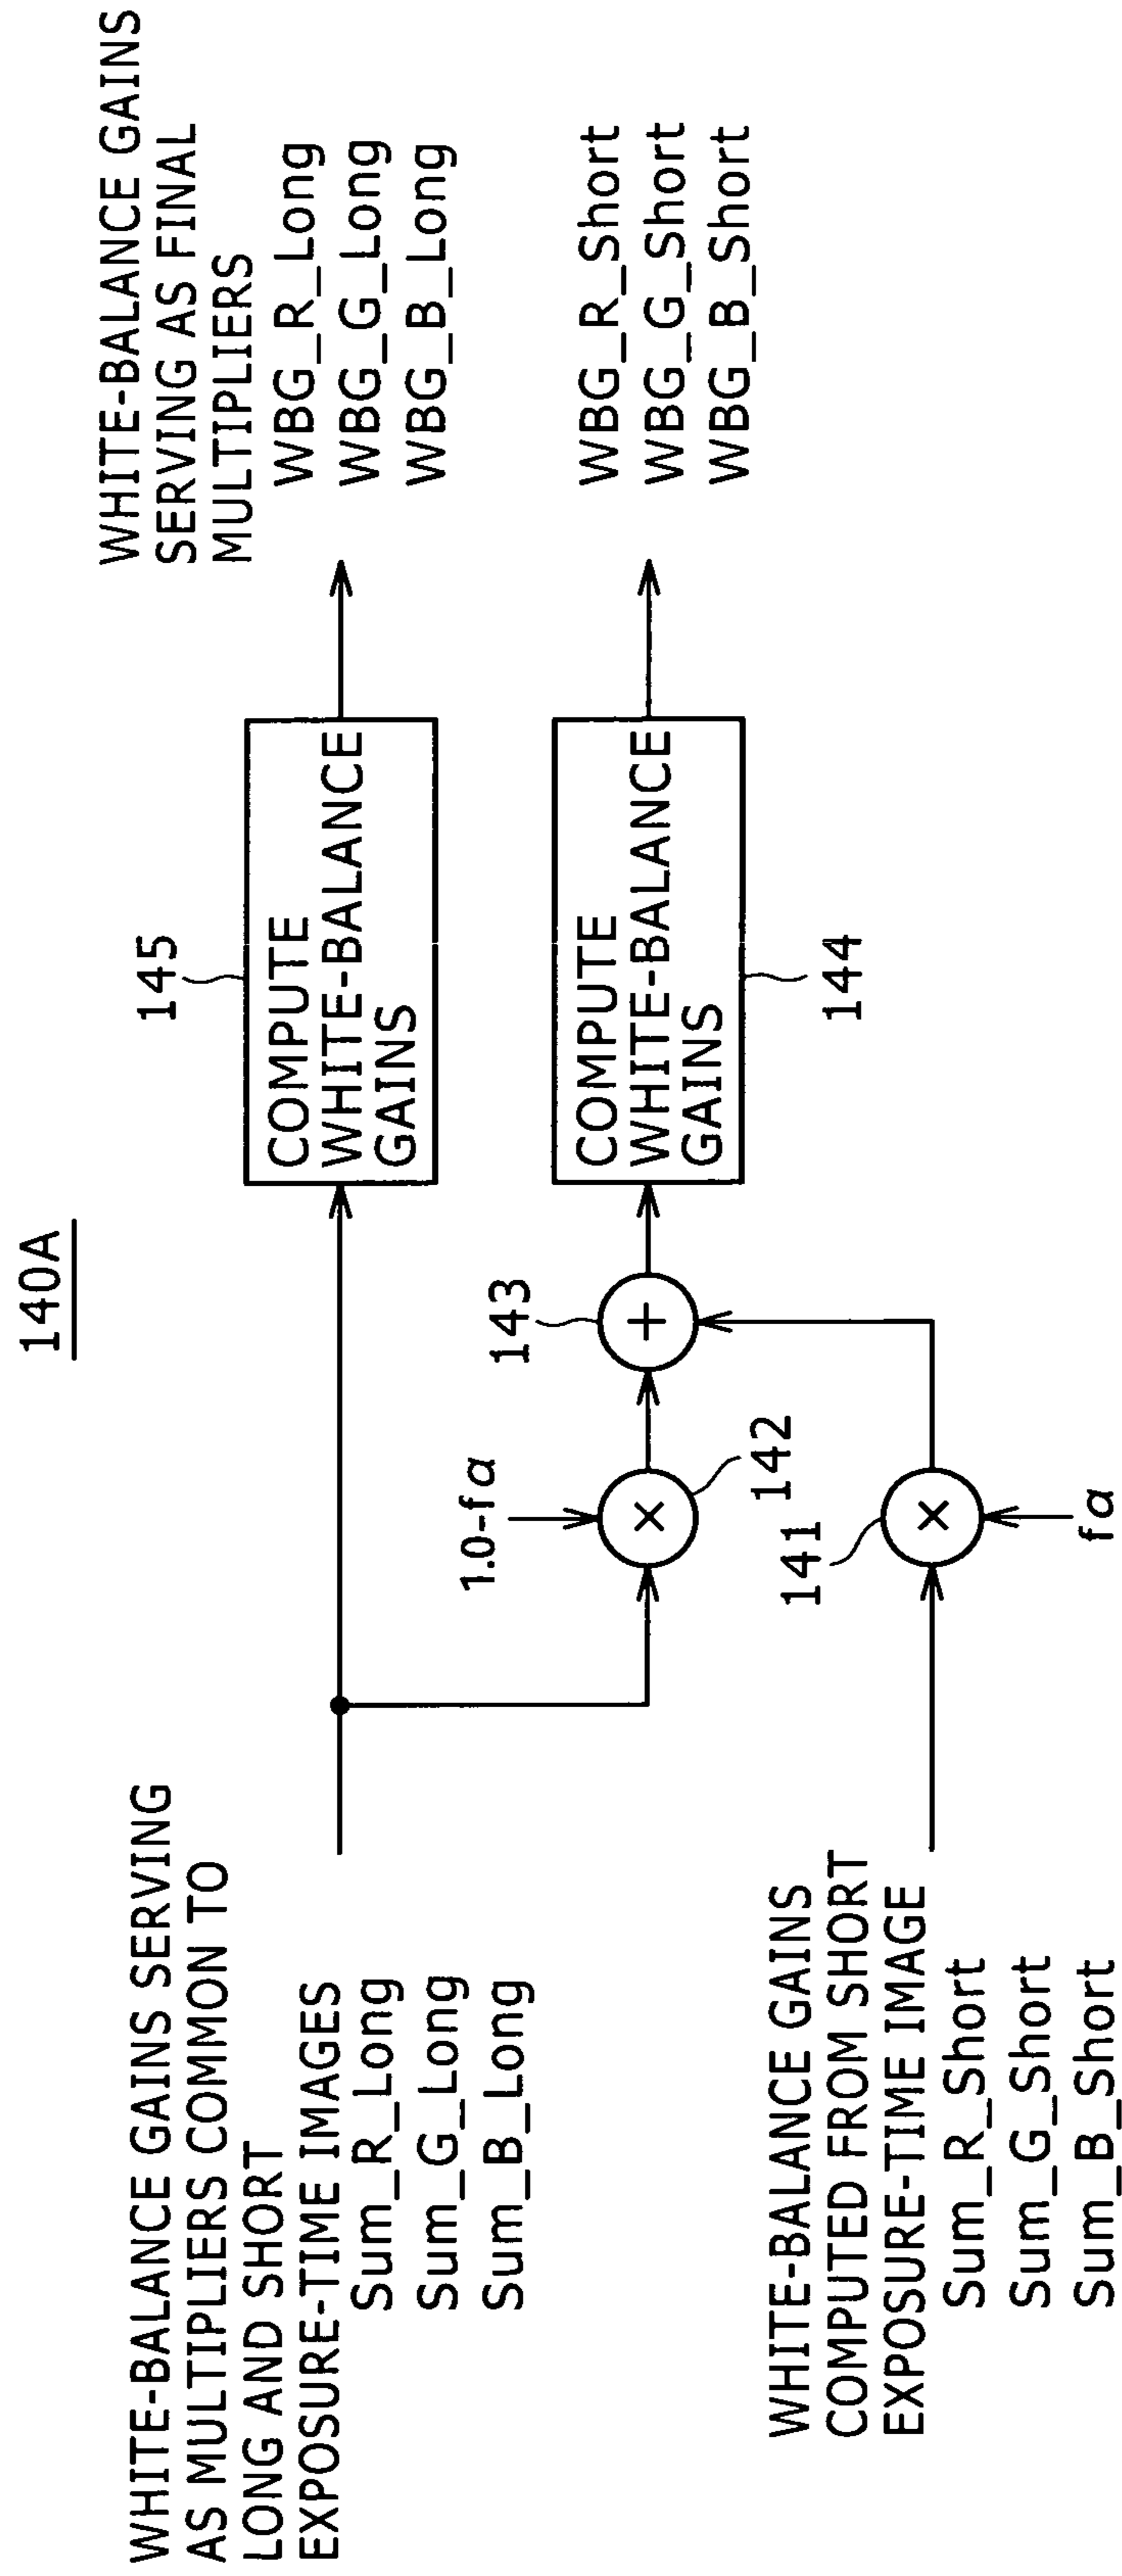 140A
WHITE-BALANCE GAINS SERVING
AS MULTIPLIERS COMMON TO
LONG AND SHORT
EXPOSURE-TIME IMAGES
Sum_R_Long
Sum_G_Long
Sum_B_Long
145
COMPUTE
WHITE-BALANCE
GAINS
WHITE-BALANCE GAINS
SERVING AS FINAL
MULTIPLIERS
WBG_R_Long
WBG_G_Long
WBG_B_Long
1.0-fα
×
142
143
+
COMPUTE
WHITE-BALANCE
GAINS
144
WBG_R_Short
WBG_G_Short
WBG_B_Short
WHITE-BALANCE GAINS
COMPUTED FROM SHORT
EXPOSURE-TIME IMAGE
Sum_R_Short
Sum_G_Short
Sum_B_Short
141
×
fα